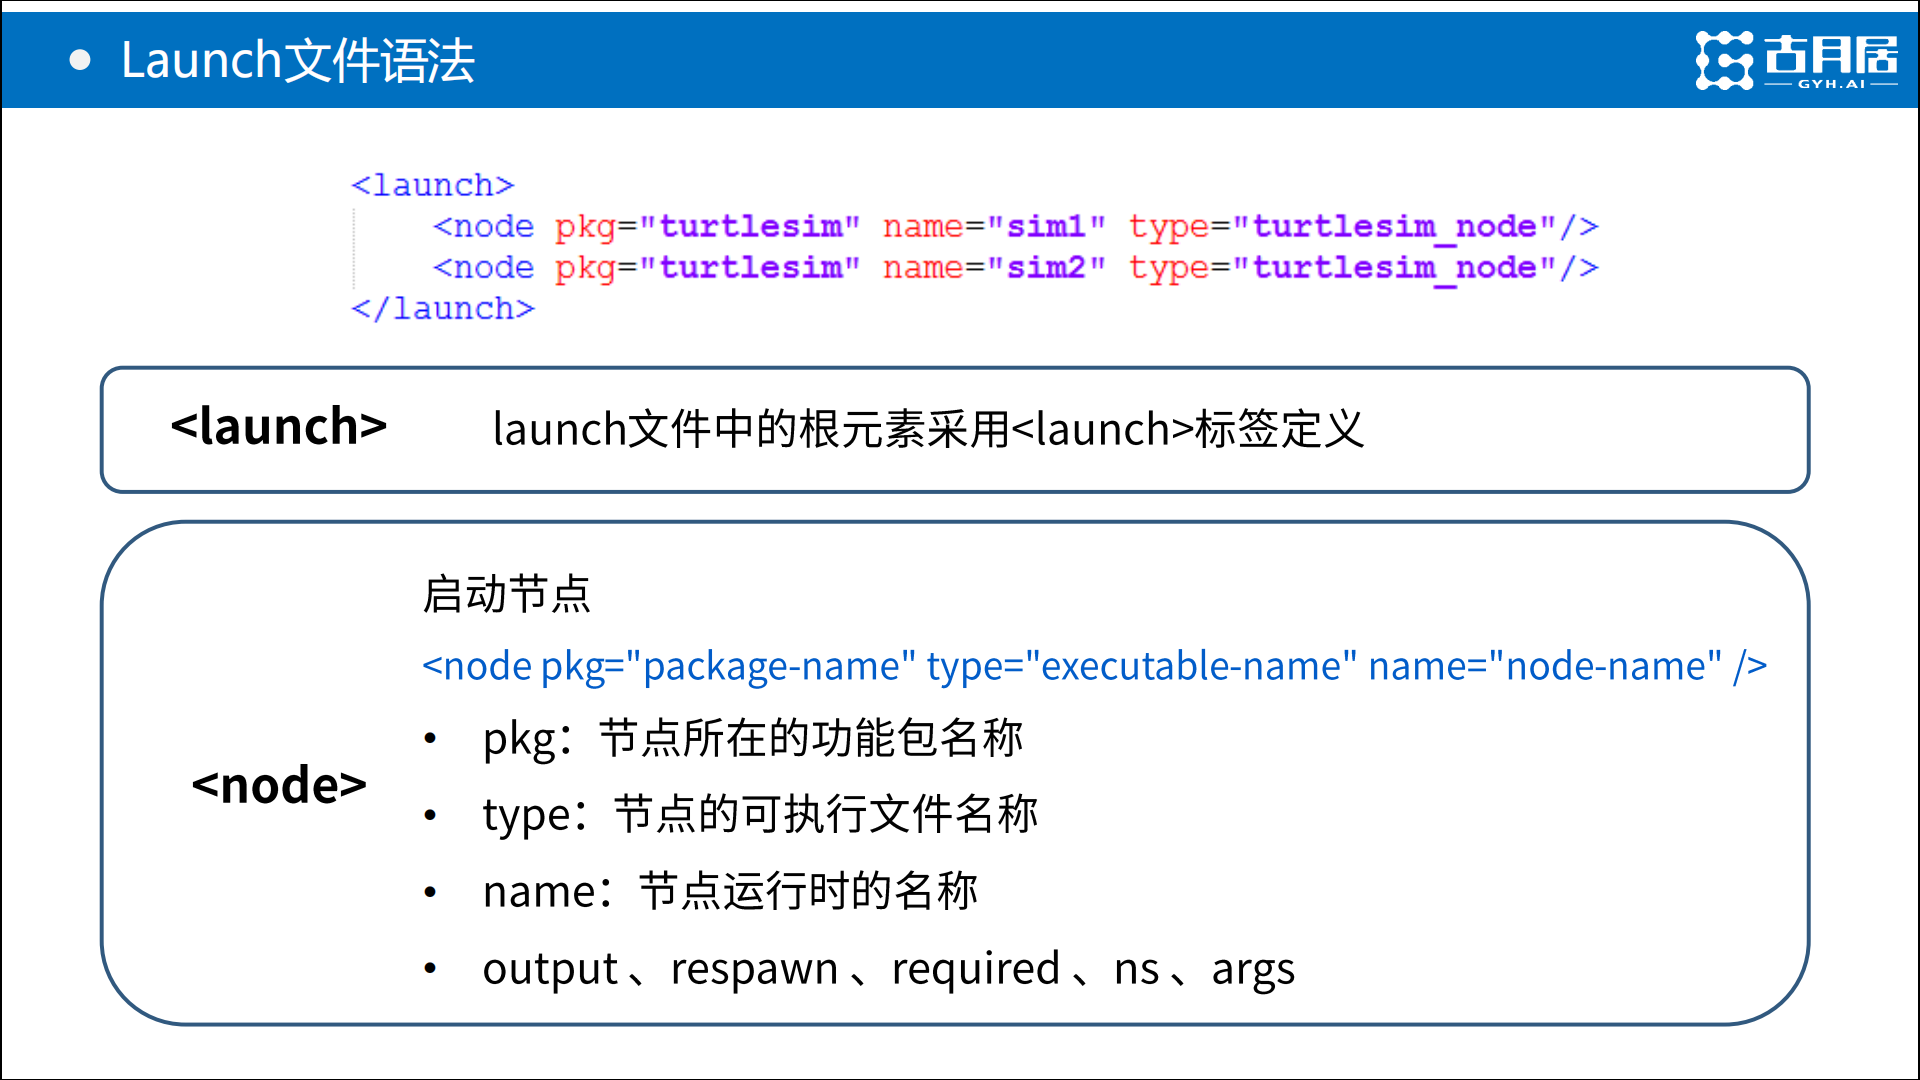 • Launch文件语法
古月居
GYH.AI
<launch>
<node pkg="turtlesim" name="sim1" type="turtlesim_node"/>
<node pkg="turtlesim" name="sim2" type="turtlesim_node"/>
</launch>
<launch> launch文件中的根元素采用<launch>标签定义
启动节点
<node pkg="package-name" type="executable-name" name="node-name" />
<node>
• pkg：节点所在的功能包名称
• type：节点的可执行文件名称
• name：节点运行时的名称
• output 、respawn 、required 、ns 、args